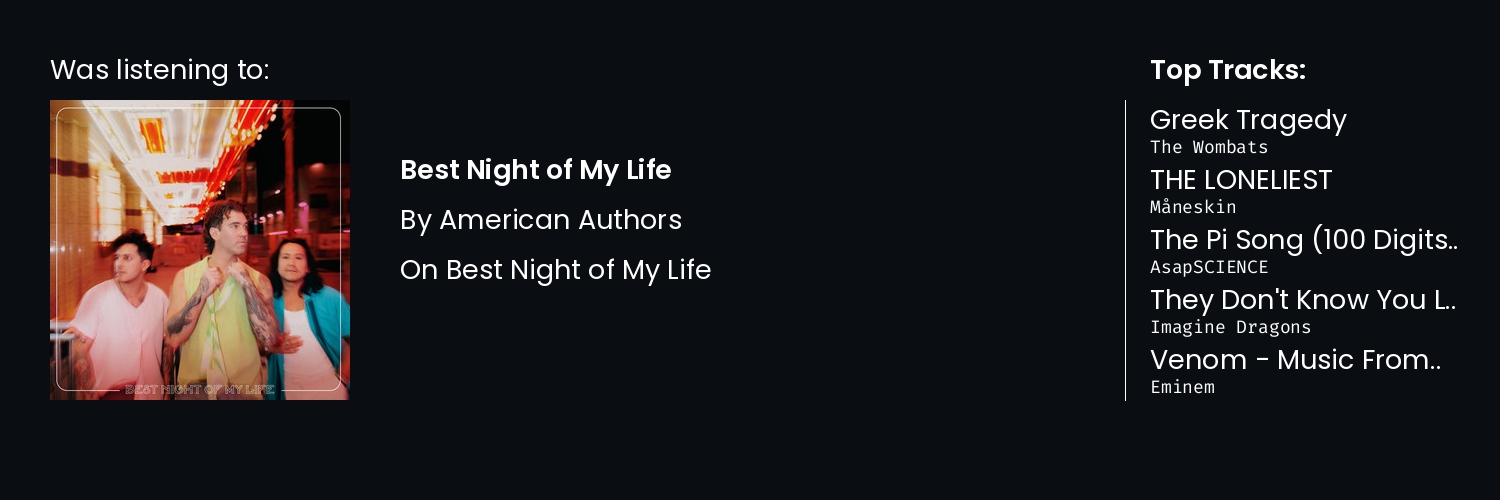 Was listening to:
BEST NIGHT OF MY LIFE
Best Night of My Life
By American Authors
On Best Night of My Life
Top Tracks:
Greek Tragedy
The Wombats
THE LONELIEST
Måneskin
The Pi Song (100 Digits..
AsapSCIENCE
They Don't Know You L..
Imagine Dragons
Venom - Music From..
Eminem